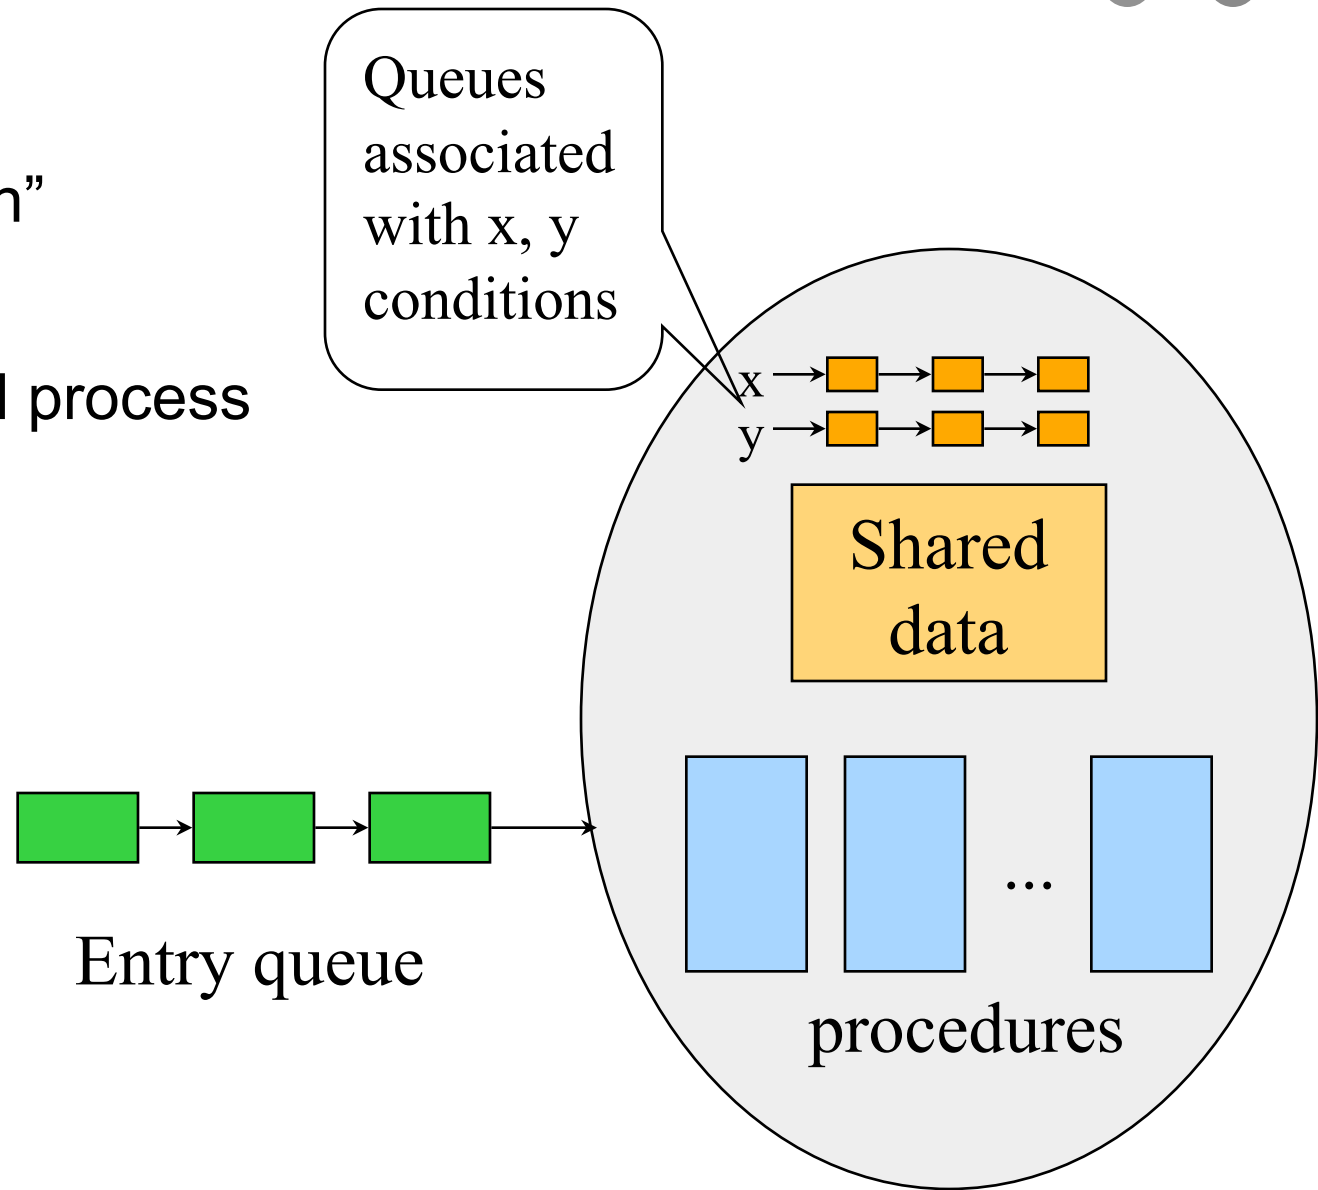 Queues
associated
with x, y
conditions
n”
process
x
y
Shared
data
...
Entry queue
procedures